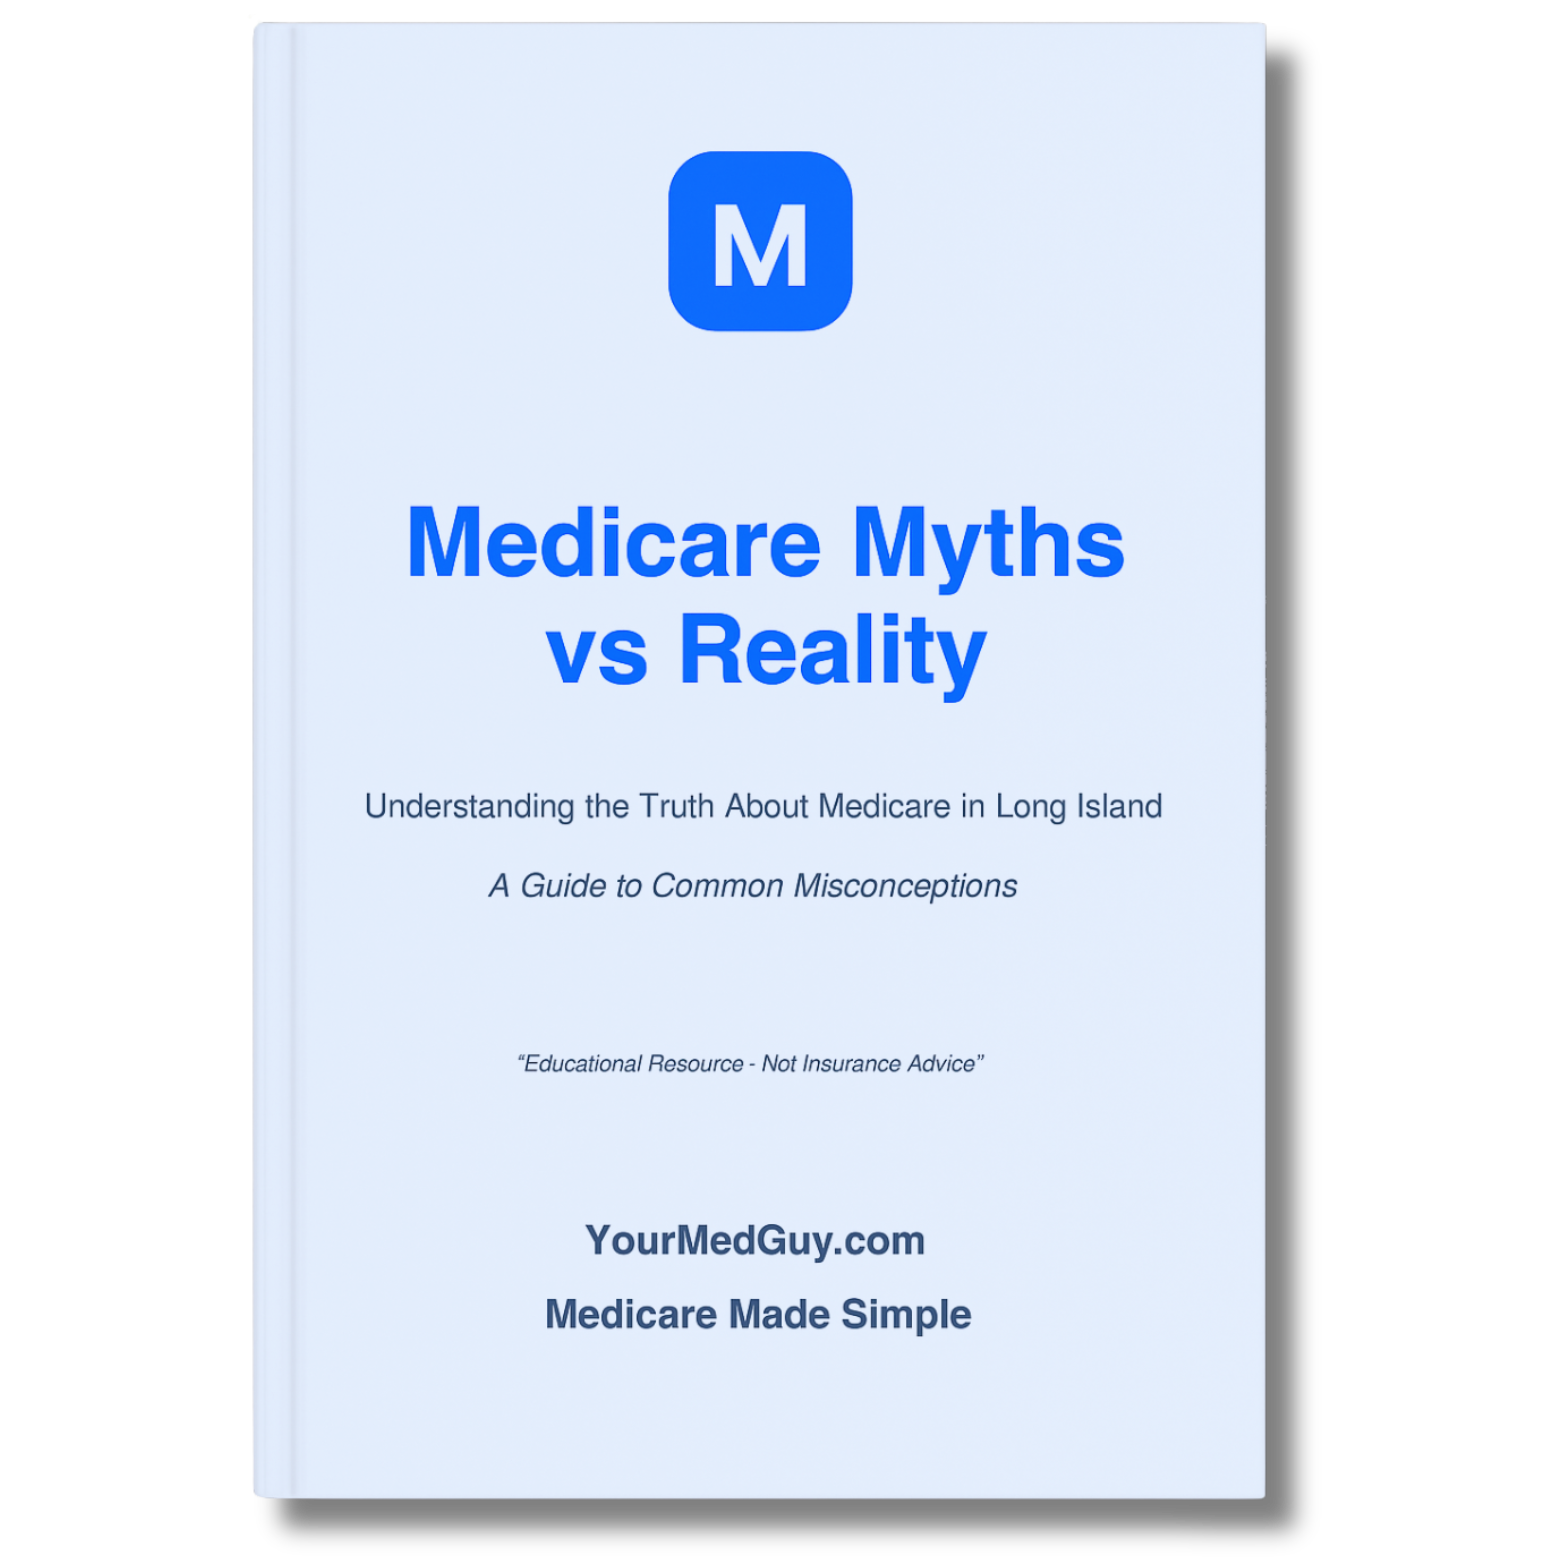 M
Medicare Myths
vs Reality
Understanding the Truth About Medicare in Long Island
A Guide to Common Misconceptions
“Educational Resource - Not Insurance Advice”
YourMedGuy.com
Medicare Made Simple